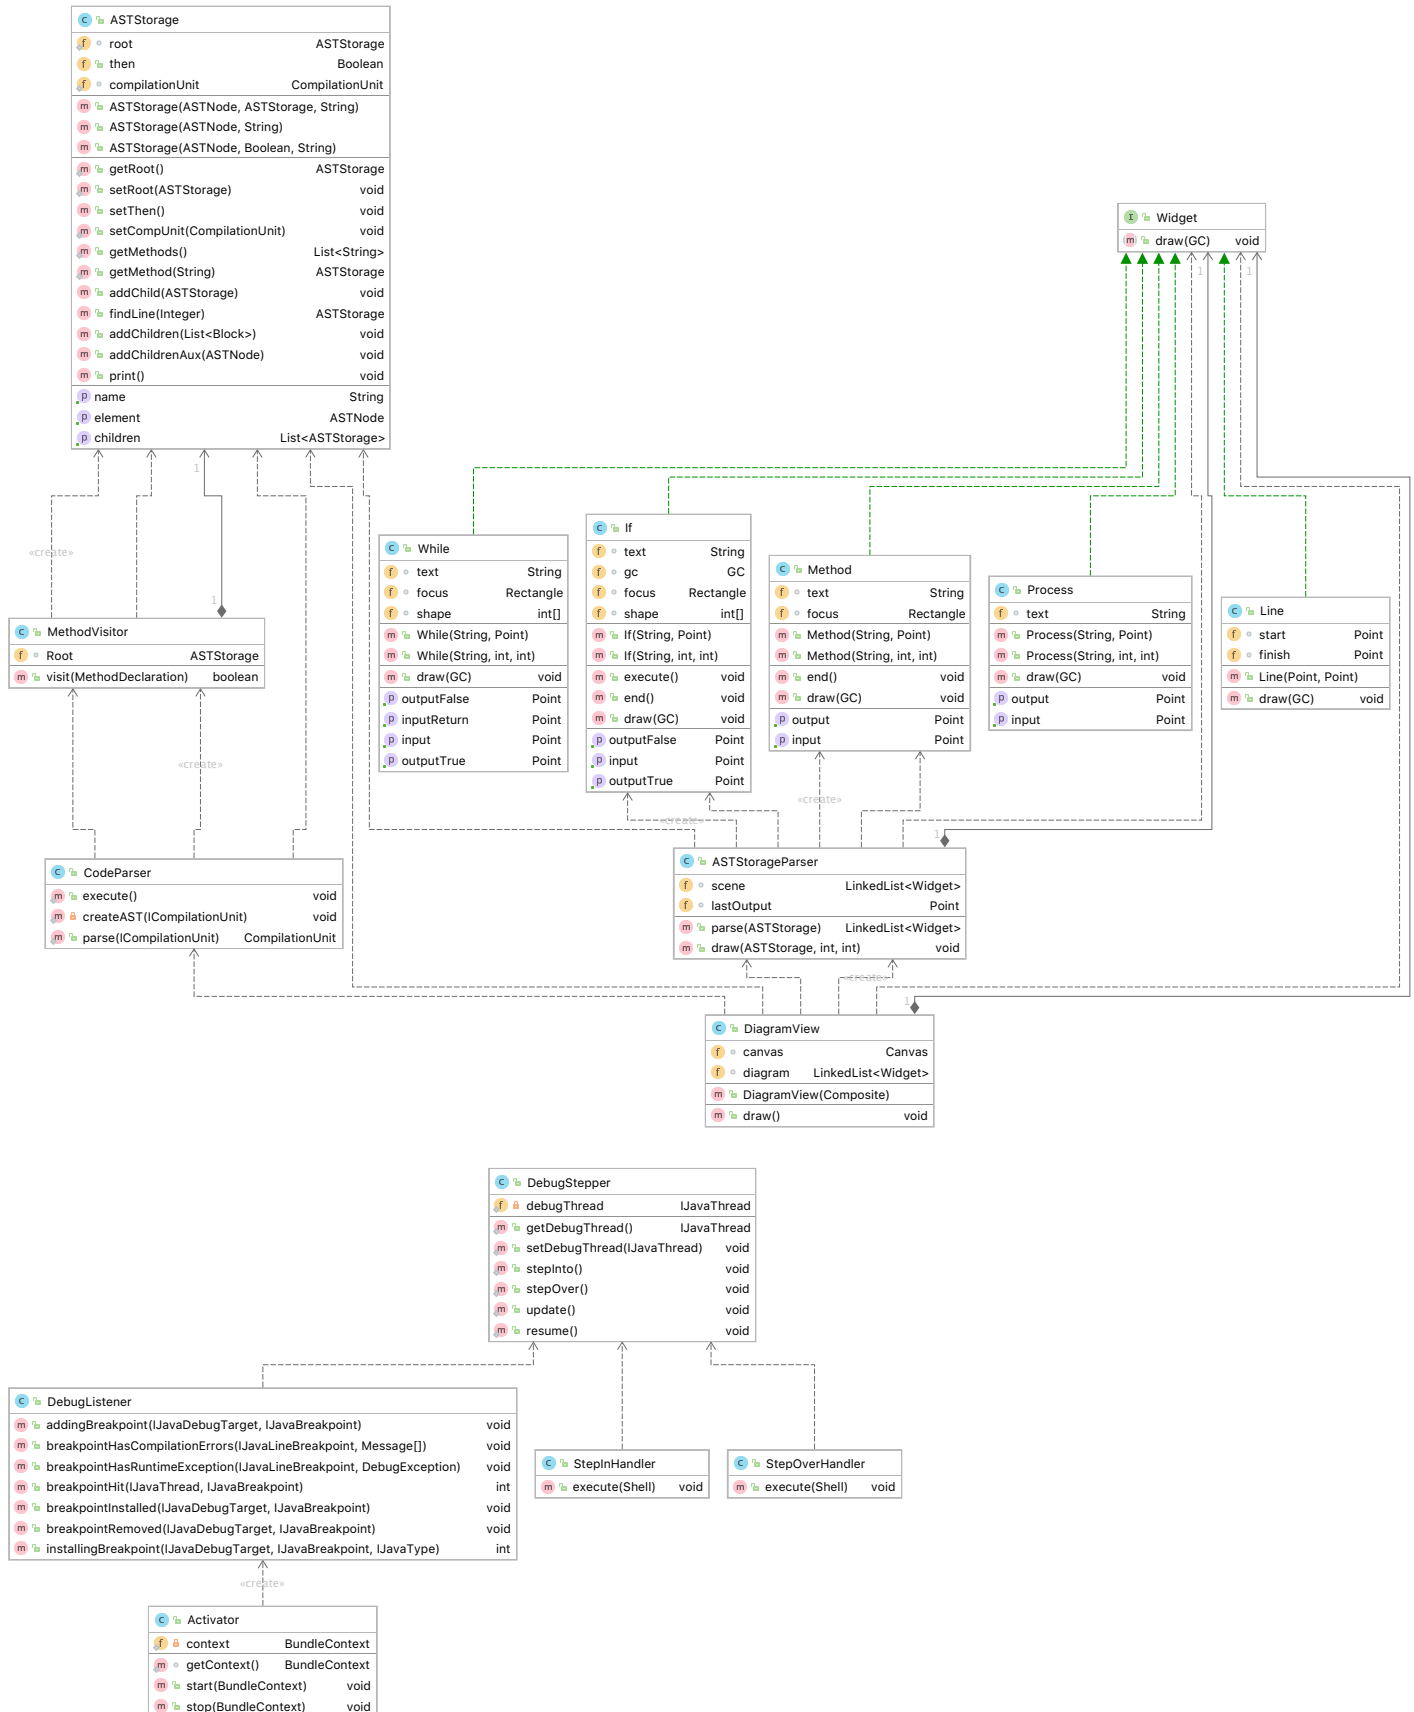 ASTStorage
root ASTStorage
then Boolean
compilationUnit CompilationUnit
ASTStorage(ASTNode, ASTStorage, String)
ASTStorage(ASTNode, String)
ASTStorage(ASTNode, Boolean, String)
getRoot() ASTStorage
setRoot(ASTStorage) void
setThen() void
setCompUnit(CompilationUnit) void
getMethods() List<String>
getMethod(String) ASTStorage
addChild(ASTStorage) void
findLine(Integer) ASTStorage
addChildren(List<Block>) void
addChildrenAux(ASTNode) void
print() void
name String
element ASTNode
children List<ASTStorage>
Widget
draw(GC) void
1
1
1
«create»
1
While
text String
focus Rectangle
shape int[]
While(String, Point)
While(String, int, int)
draw(GC) void
outputFalse Point
inputReturn Point
input Point
outputTrue Point
If
text String
gc GC
focus Rectangle
shape int[]
If(String, Point)
If(String, int, int)
execute() void
end() void
draw(GC) void
outputFalse Point
input Point
outputTrue Point
Method
text String
focus Rectangle
Method(String, Point)
Method(String, int, int)
end() void
draw(GC) void
output Point
input Point
Process
text String
Process(String, Point)
Process(String, int, int)
draw(GC) void
output Point
input Point
Line
start Point
finish Point
Line(Point, Point)
draw(GC) void
MethodVisitor
Root ASTStorage
visit(MethodDeclaration) boolean
«create»
«create»
«create»
1
CodeParser
execute() void
createAST(ICompilationUnit) void
parse(ICompilationUnit) CompilationUnit
ASTStorageParser
scene LinkedList<Widget>
lastOutput Point
parse(ASTStorage) LinkedList<Widget>
draw(ASTStorage, int, int) void
«create»
1
DiagramView
canvas Canvas
diagram LinkedList<Widget>
DiagramView(Composite)
draw() void
DebugStepper
debugThread IJavaThread
getDebugThread() IJavaThread
setDebugThread(IJavaThread) void
stepInto() void
stepOver() void
update() void
resume() void
DebugListener
addingBreakpoint(IJavaDebugTarget, IJavaBreakpoint) void
breakpointHasCompilationErrors(IJavaLineBreakpoint, Message[]) void
breakpointHasRuntimeException(IJavaLineBreakpoint, DebugException) void
breakpointHit(IJavaThread, IJavaBreakpoint) int
breakpointInstalled(IJavaDebugTarget, IJavaBreakpoint) void
breakpointRemoved(IJavaDebugTarget, IJavaBreakpoint) void
installingBreakpoint(IJavaDebugTarget, IJavaBreakpoint, IJavaType) int
StepInHandler
execute(Shell) void
StepOverHandler
execute(Shell) void
«create»
Activator
context BundleContext
getContext() BundleContext
start(BundleContext) void
stop(BundleContext) void